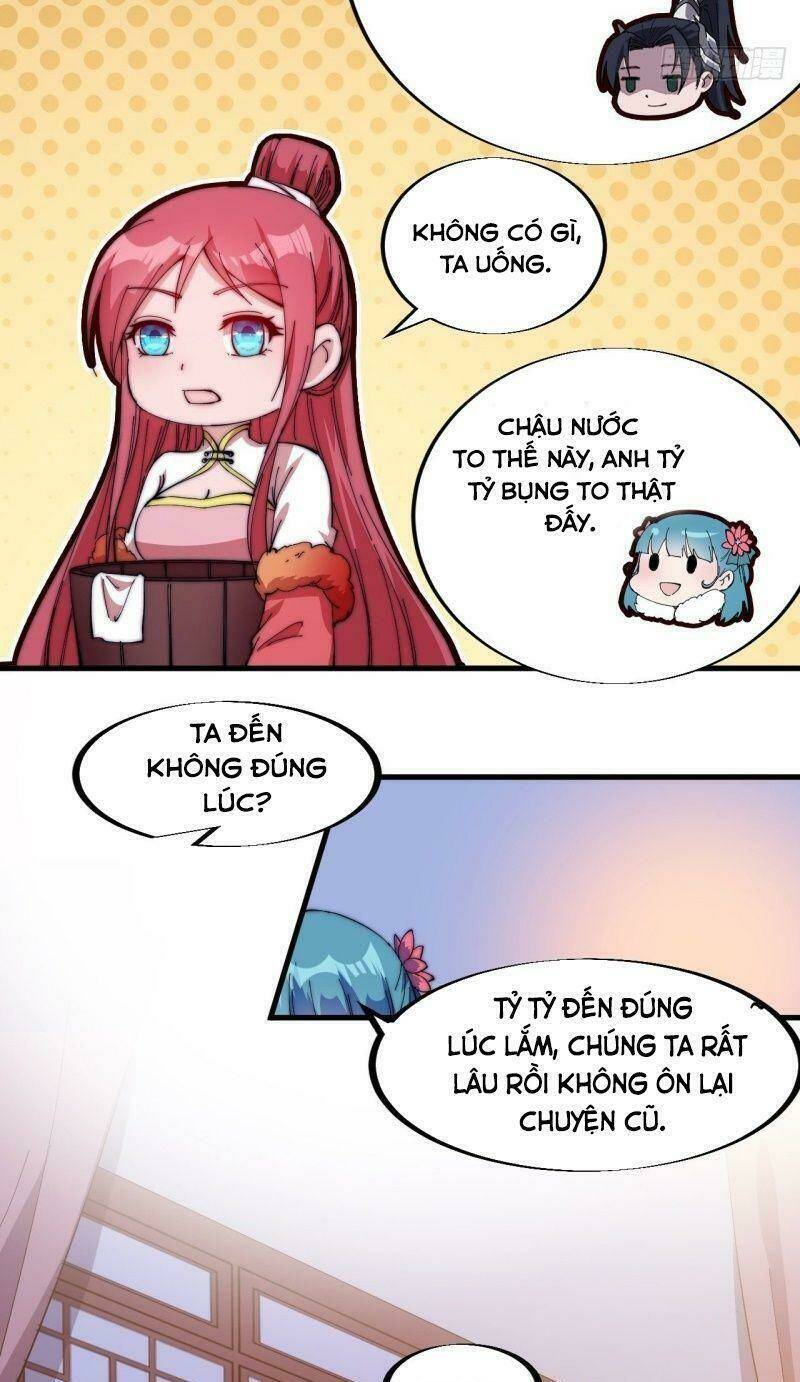 KHÔNG CÓ GÌ,
TA UỐNG.
CHẬU NƯỚC
TO THẾ NÀY, ANH TỶ
TỶ BỤNG TO THẬT
ĐẤY.
TA ĐẾN
KHÔNG ĐÚNG
LÚC?
TỶ TỶ ĐẾN ĐÚNG
LÚC LẮM, CHÚNG TA RẤT
LÂU RỒI KHÔNG ÔN LẠI
CHUYỆN CŨ.